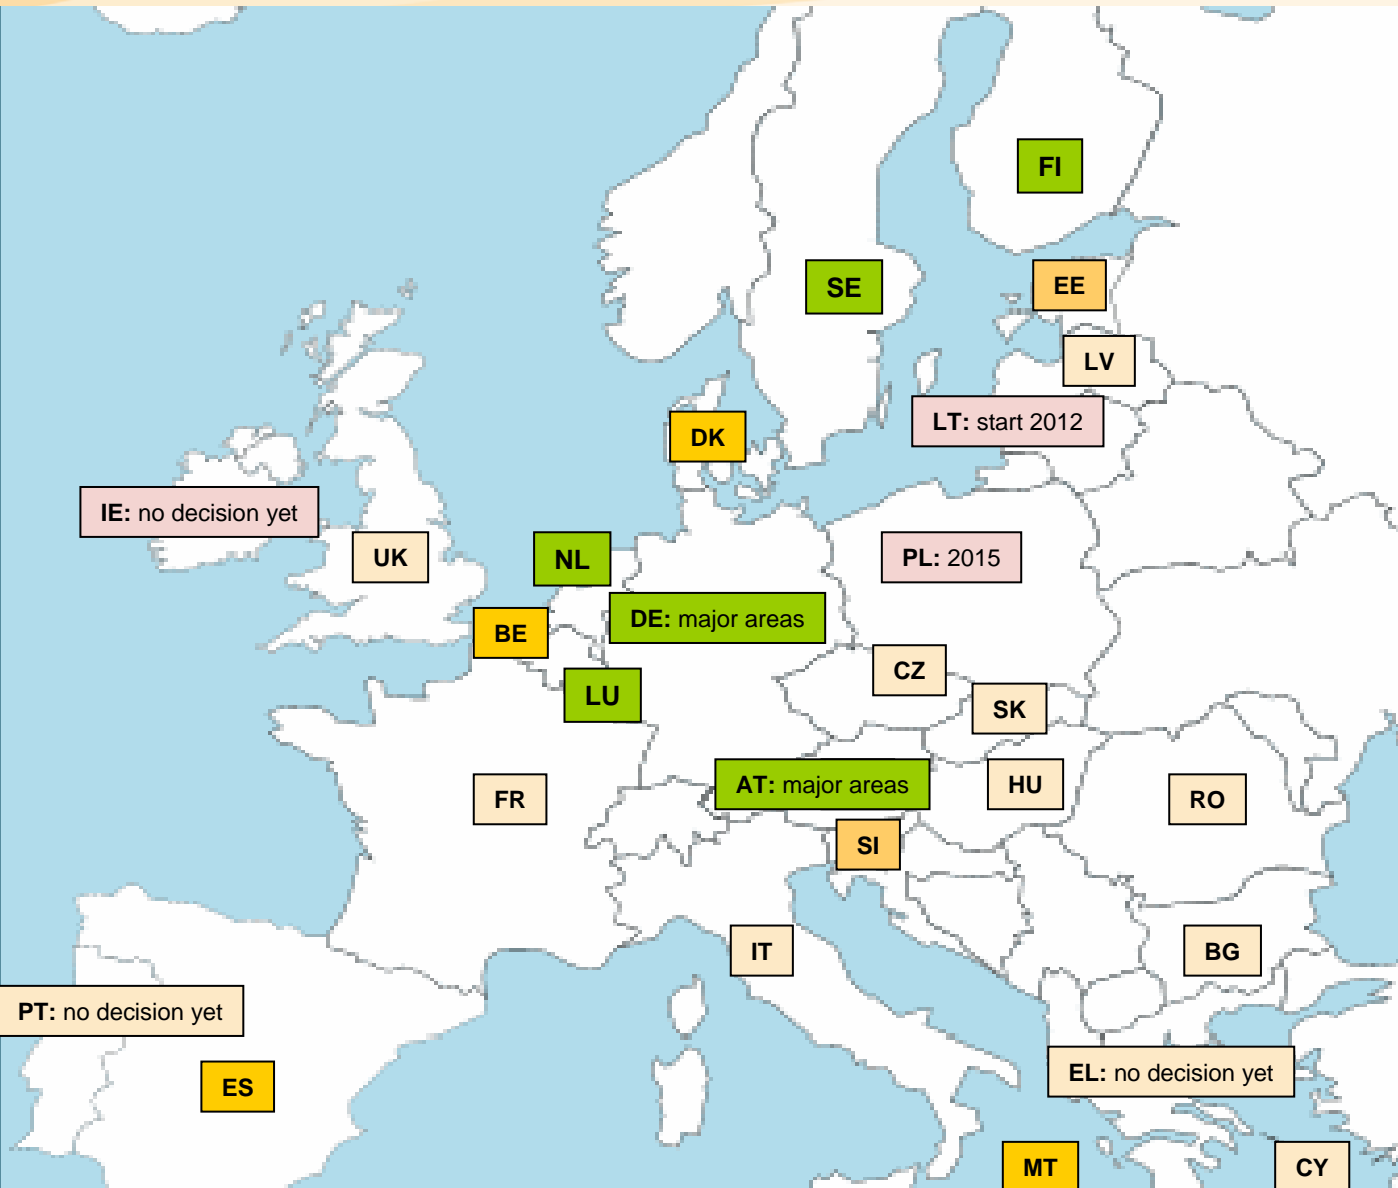 FI
SE
EE
LV
LT: start 2012
DK
IE: no decision yet
UK
NL
PL: 2015
DE: major areas
BE
CZ
LU
SK
AT: major areas
HU
FR
RO
SI
IT
BG
PT: no decision yet
EL: no decision yet
ES
MT
CY